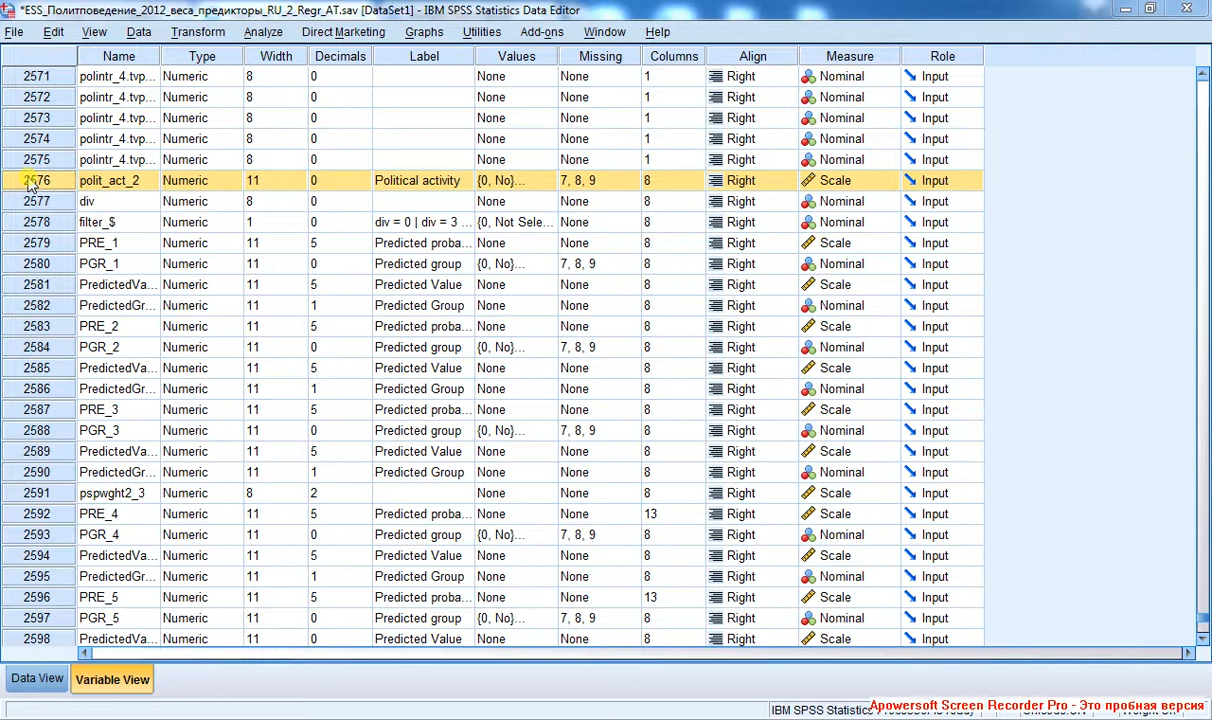 *ESS_Политповедение_2012_веса_предикторы_RU_2_Regr_AT.sav [DataSet1] - IBM SPSS Statistics Data Editor
File Edit View Data Transform Analyze Direct Marketing Graphs Utilities Add-ons Window Help
Name Type Width Decimals Label Values Missing Columns Align Measure Role
2571 polintr_4.tvp... Numeric 8 0 None None 1 Right Nominal Input
2572 polintr_4.tvp... Numeric 8 0 None None 1 Right Nominal Input
2573 polintr_4.tvp... Numeric 8 0 None None 1 Right Nominal Input
2574 polintr_4.tvp... Numeric 8 0 None None 1 Right Nominal Input
2575 polintr_4.tvp... Numeric 8 0 None None 1 Right Nominal Input
2576 polit_act_2 Numeric 11 0 Political activity {0, No}... 7, 8, 9 8 Right Scale Input
2577 div Numeric 8 0 None None 8 Right Nominal Input
2578 filter_$ Numeric 1 0 div = 0 | div = 3 ... {0, Not Sele... None 8 Right Nominal Input
2579 PRE_1 Numeric 11 5 Predicted proba... None None 8 Right Scale Input
2580 PGR_1 Numeric 11 0 Predicted group {0, No}... 7, 8, 9 8 Right Nominal Input
2581 PredictedVa... Numeric 11 5 Predicted Value None None 8 Right Scale Input
2582 PredictedGr... Numeric 11 1 Predicted Group None None 8 Right Nominal Input
2583 PRE_2 Numeric 11 5 Predicted proba... None None 8 Right Scale Input
2584 PGR_2 Numeric 11 0 Predicted group {0, No}... 7, 8, 9 8 Right Nominal Input
2585 PredictedVa... Numeric 11 5 Predicted Value None None 8 Right Scale Input
2586 PredictedGr... Numeric 11 1 Predicted Group None None 8 Right Nominal Input
2587 PRE_3 Numeric 11 5 Predicted proba... None None 8 Right Scale Input
2588 PGR_3 Numeric 11 0 Predicted group {0, No}... 7, 8, 9 8 Right Nominal Input
2589 PredictedVa... Numeric 11 5 Predicted Value None None 8 Right Scale Input
2590 PredictedGr... Numeric 11 1 Predicted Group None None 8 Right Nominal Input
2591 pspwght2_3 Numeric 8 2 None None 8 Right Scale Input
2592 PRE_4 Numeric 11 5 Predicted proba... None None 13 Right Scale Input
2593 PGR_4 Numeric 11 0 Predicted group {0, No}... 7, 8, 9 8 Right Nominal Input
2594 PredictedVa... Numeric 11 5 Predicted Value None None 8 Right Scale Input
2595 PredictedGr... Numeric 11 1 Predicted Group None None 8 Right Nominal Input
2596 PRE_5 Numeric 11 5 Predicted proba... None None 13 Right Scale Input
2597 PGR_5 Numeric 11 0 Predicted group {0, No}... 7, 8, 9 8 Right Nominal Input
2598 PredictedVa... Numeric 11 0 Predicted Value None None 8 Right Scale Input
Data View Variable View
Apowersoft Screen Recorder Pro - Это пробная версия
IBM SPSS Statistics